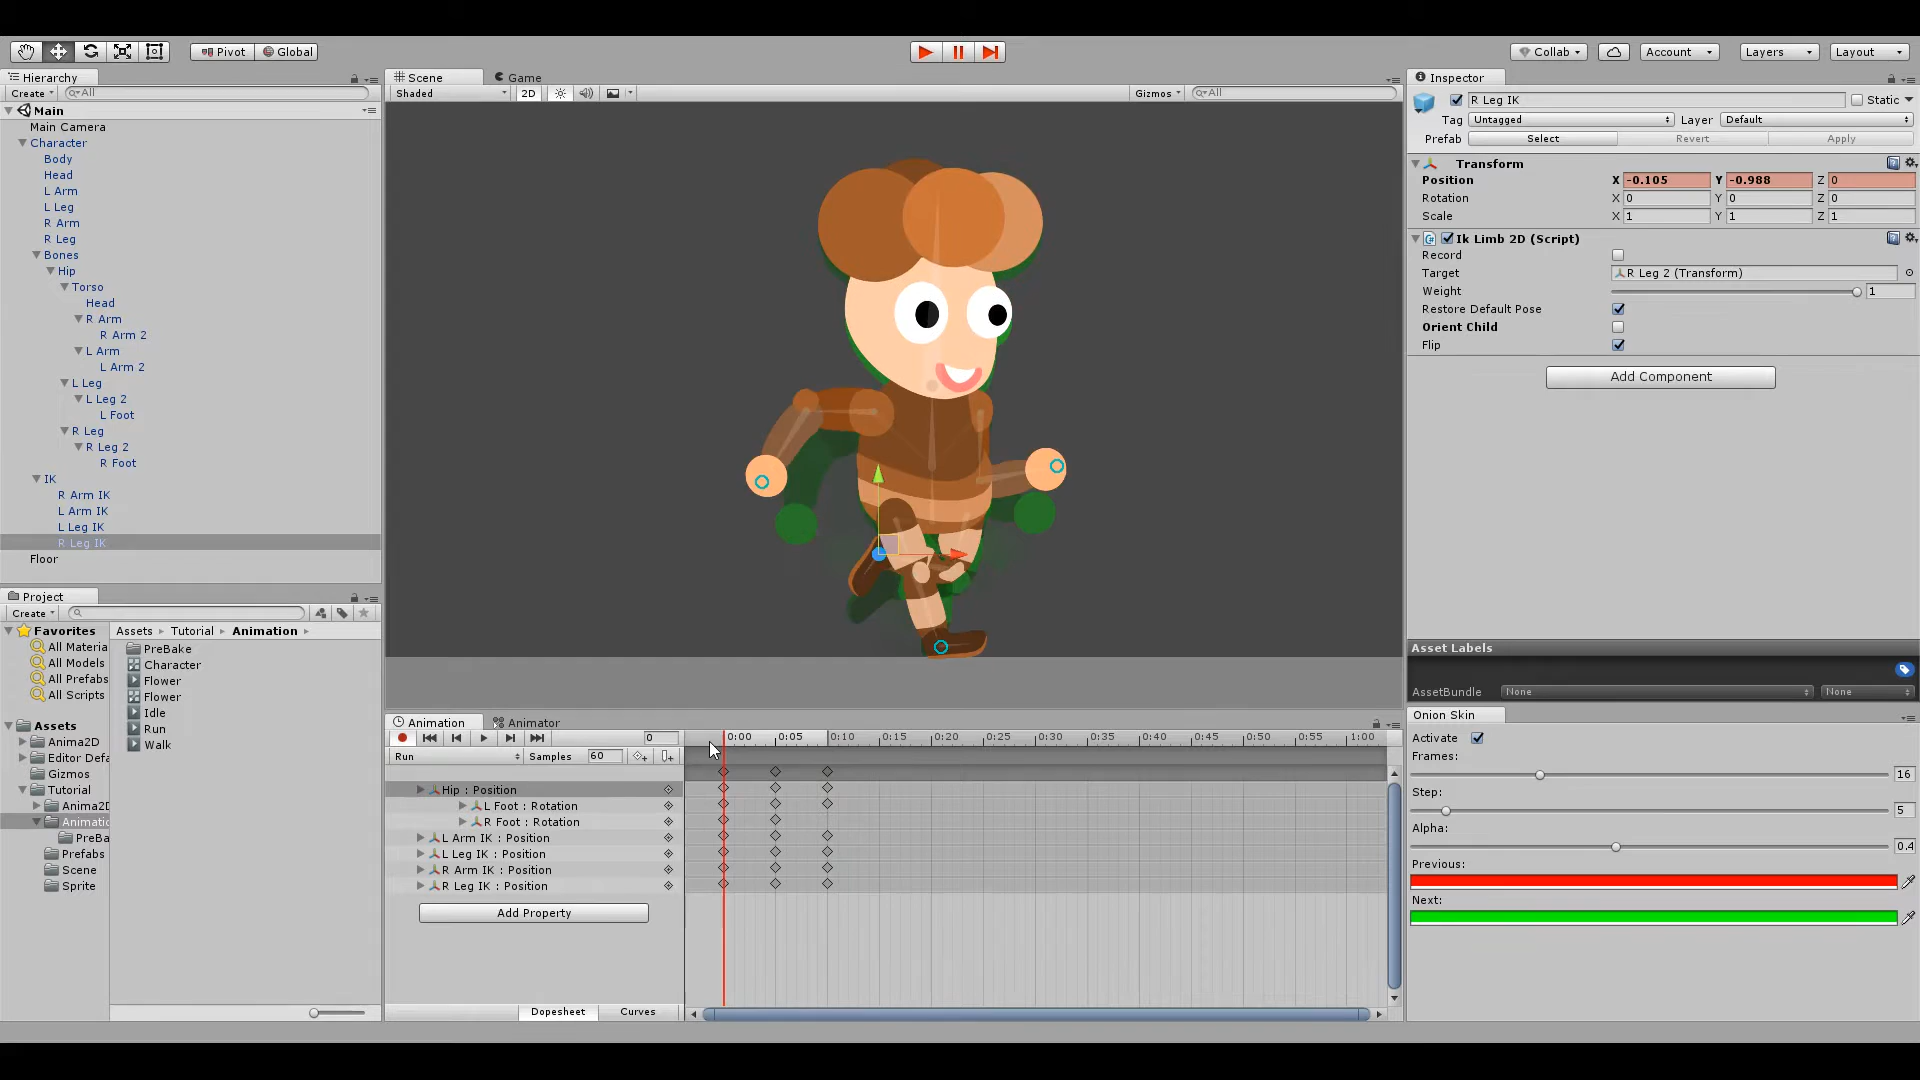 Pivot Global Collab Account Layers Layout
Hierarchy
Create All
Main
Main Camera
Character
Body
Head
L Arm
L Leg
R Arm
R Leg
Bones
Hip
Torso
Head
R Arm
R Arm 2
L Arm
L Arm 2
L Leg
L Leg 2
L Foot
R Leg
R Leg 2
R Foot
IK
R Arm IK
L Arm IK
L Leg IK
R Leg IK
Floor
Project
Create
Favorites
All Materia
All Models
All Prefabs
All Scripts
Assets
Anima2D
Editor Defa
Gizmos
Tutorial
Anima2D
Animatio
PreBa
Prefabs
Scene
Sprite
Assets Tutorial Animation
PreBake
Character
Flower
Flower
Idle
Run
Walk
Scene Game
Shaded 2D Gizmos All
Animation Animator
0 0:00 0:05 0:10 0:15 0:20 0:25 0:30 0:35 0:40 0:45 0:50 0:55 1:00
Run Samples 60
Hip : Position
L Foot : Rotation
R Foot : Rotation
L Arm IK : Position
L Leg IK : Position
R Arm IK : Position
R Leg IK : Position
Add Property
Dopesheet Curves
Inspector
R Leg IK Static
Tag Untagged Layer Default
Prefab Select Revert Apply
Transform
Position X -0.105 Y -0.988 Z 0
Rotation X 0 Y 0 Z 0
Scale X 1 Y 1 Z 1
Ik Limb 2D (Script)
Record
Target R Leg 2 (Transform)
Weight 1
Restore Default Pose
Orient Child
Flip
Add Component
Asset Labels
AssetBundle None None
Onion Skin
Activate
Frames:
16
Step:
5
Alpha:
0.4
Previous:
Next: